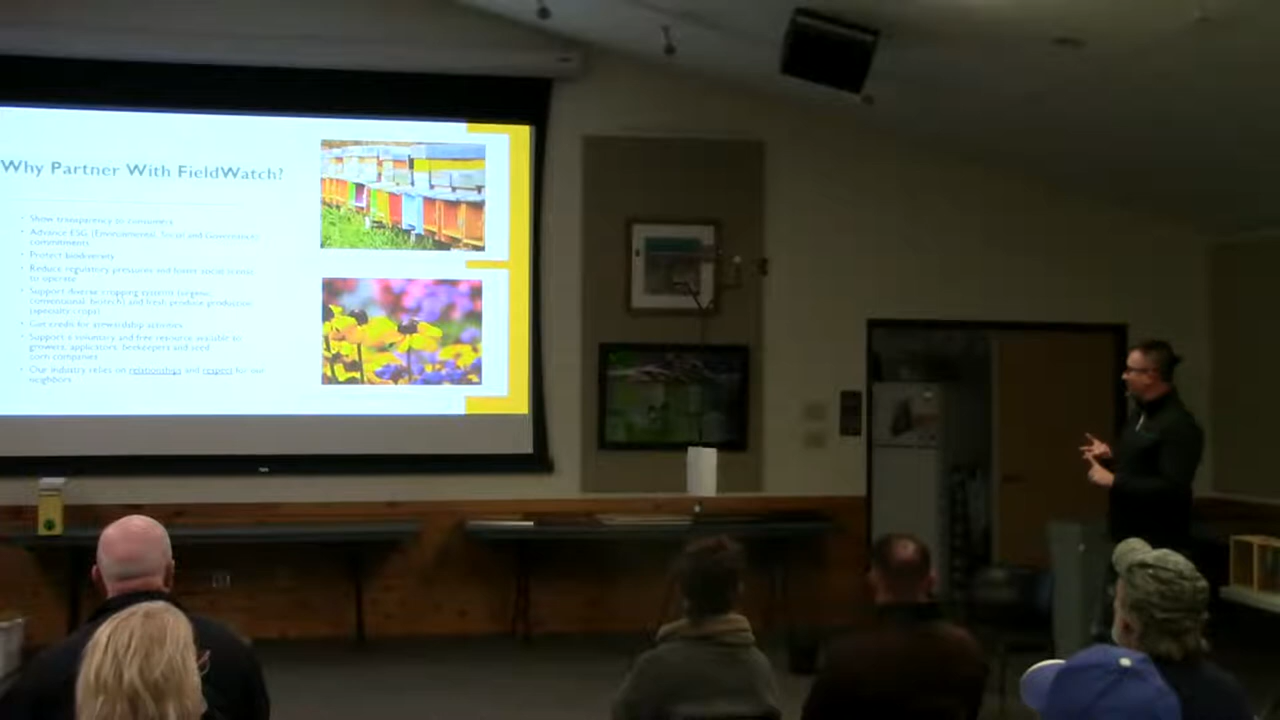 Why Partner With FieldWatch?
• Show transparency to consumers
• Advance ESG (Environmental, Social and Governance)
commitments
• Protect biodiversity
• Reduce regulatory pressures and foster social license
to operate
• Support diverse cropping systems (organic,
conventional, biotech) and fresh produce production
(specialty crops)
• Get credit for stewardship activities
• Support a voluntary and free resource available to
growers, applicators, beekeepers and seed
corn companies
• Our industry relies on relationships and respect for our
neighbors